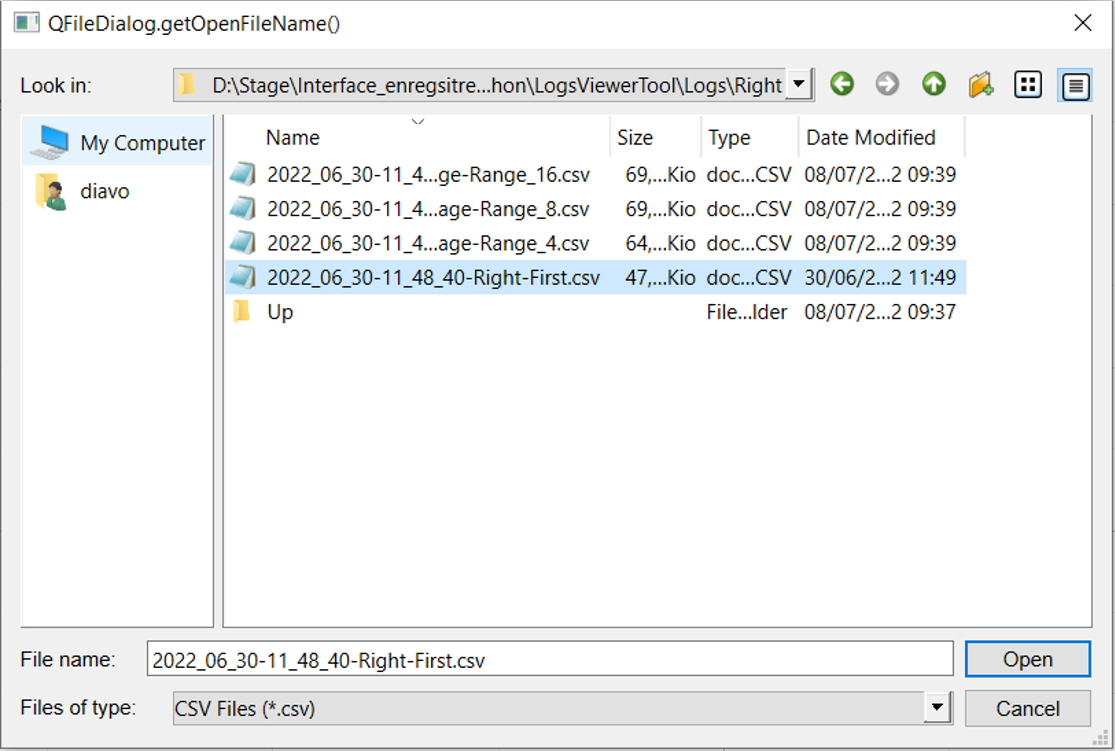 QFileDialog.getOpenFileName()
Look in: D:\Stage\Interface_enregsitre...hon\LogsViewerTool\Logs\Right
My Computer
diavo
Name Size Type Date Modified
2022_06_30-11_4...ge-Range_16.csv 69,...Kio doc...CSV 08/07/2...2 09:39
2022_06_30-11_4...age-Range_8.csv 69,...Kio doc...CSV 08/07/2...2 09:39
2022_06_30-11_4...age-Range_4.csv 64,...Kio doc...CSV 08/07/2...2 09:39
2022_06_30-11_48_40-Right-First.csv 47,...Kio doc...CSV 30/06/2...2 11:49
Up File...lder 08/07/2...2 09:37
File name: 2022_06_30-11_48_40-Right-First.csv Open
Files of type: CSV Files (*.csv) Cancel